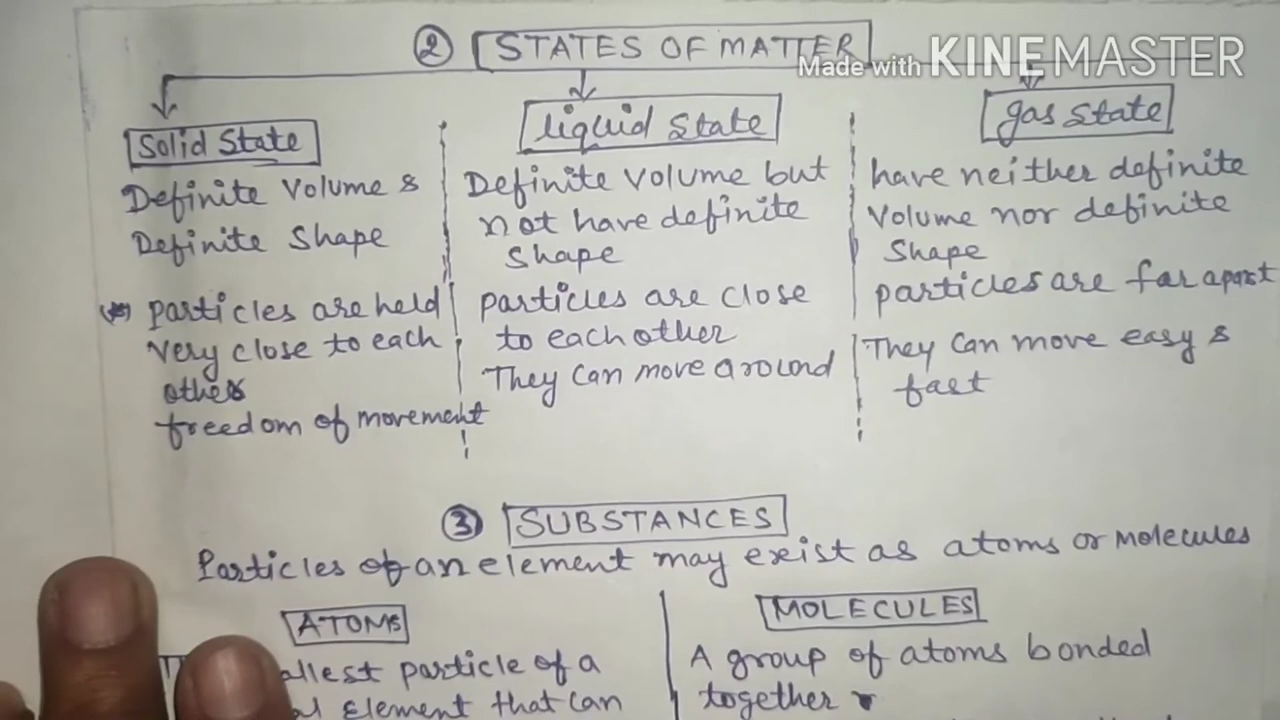 ② STATES OF MATTER
Made with KINEMASTER
Solid State
Definite Volume &
Definite Shape
Particles are held
very close to each
others
freedom of movement
liquid State
Definite Volume but
not have definite
Shape
particles are close
to each other
They can move around
gas state
have neither definite
Volume nor definite
Shape
particles are far apart
They can move easy &
fast
③ SUBSTANCES
Particles of an element may exist as atoms or Molecules
ATOMS
allest particle of a
al element that can
MOLECULES
A group of atoms bonded
together